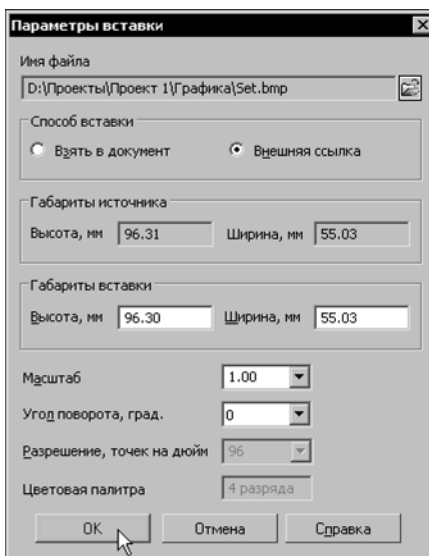 Параметры вставки
Имя файла
D:\Проекты\Проект 1\Графика\Set.bmp
Способ вставки
Взять в документ Внешняя ссылка
Габариты источника
Высота, мм 96.31 Ширина, мм 55.03
Габариты вставки
Высота, мм 96.30 Ширина, мм 55.03
Масштаб 1.00
Угол поворота, град. 0
Разрешение, точек на дюйм 96
Цветовая палитра 4 разряда
OK Отмена Справка